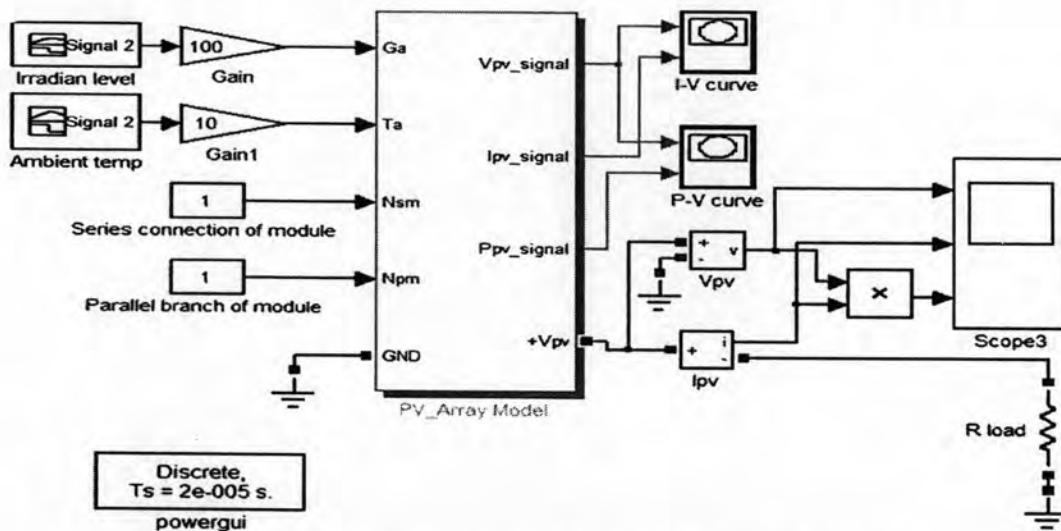 Signal 2
Irradian level
100
Gain
Signal 2
Ambient temp
10
Gain1
1
Series connection of module
1
Parallel branch of module
Ga
Ta
Nsm
Npm
GND
Vpv_signal
Ipv_signal
Ppv_signal
+Vpv
PV_Array Model
I-V curve
P-V curve
+
-
v
Vpv
+
i
-
Ipv
×
Scope3
R load
Discrete,
Ts = 2e-005 s.
powergui